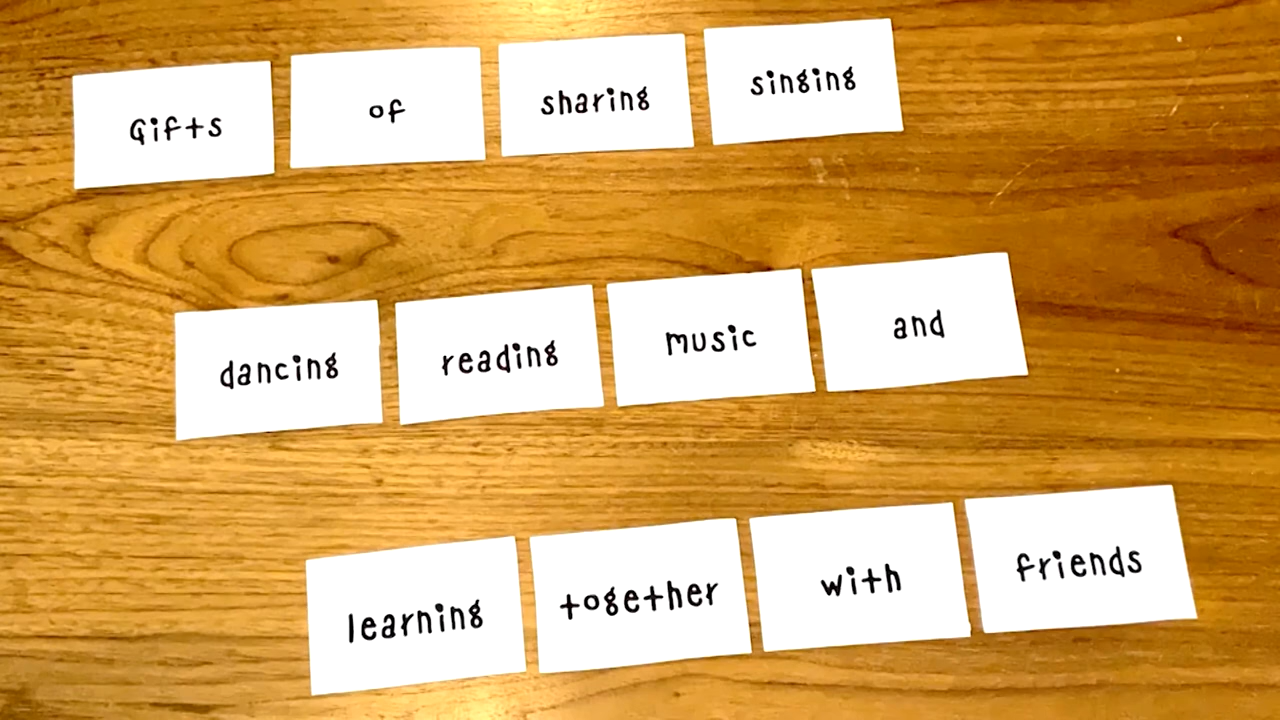 Gifts of sharing singing
dancing reading music and
learning together with friends